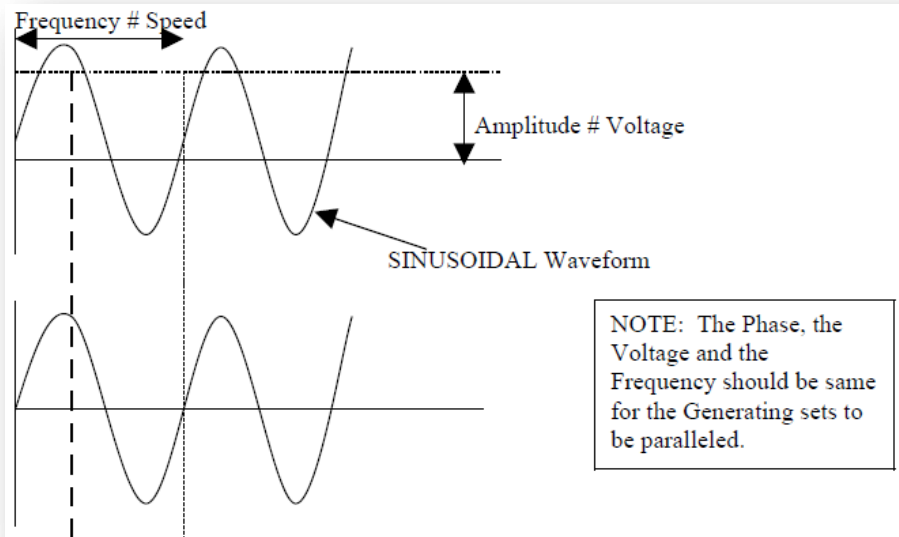 Frequency # Speed
Amplitude # Voltage
SINUSOIDAL Waveform
NOTE:  The Phase, the
Voltage and the
Frequency should be same
for the Generating sets to
be paralleled.